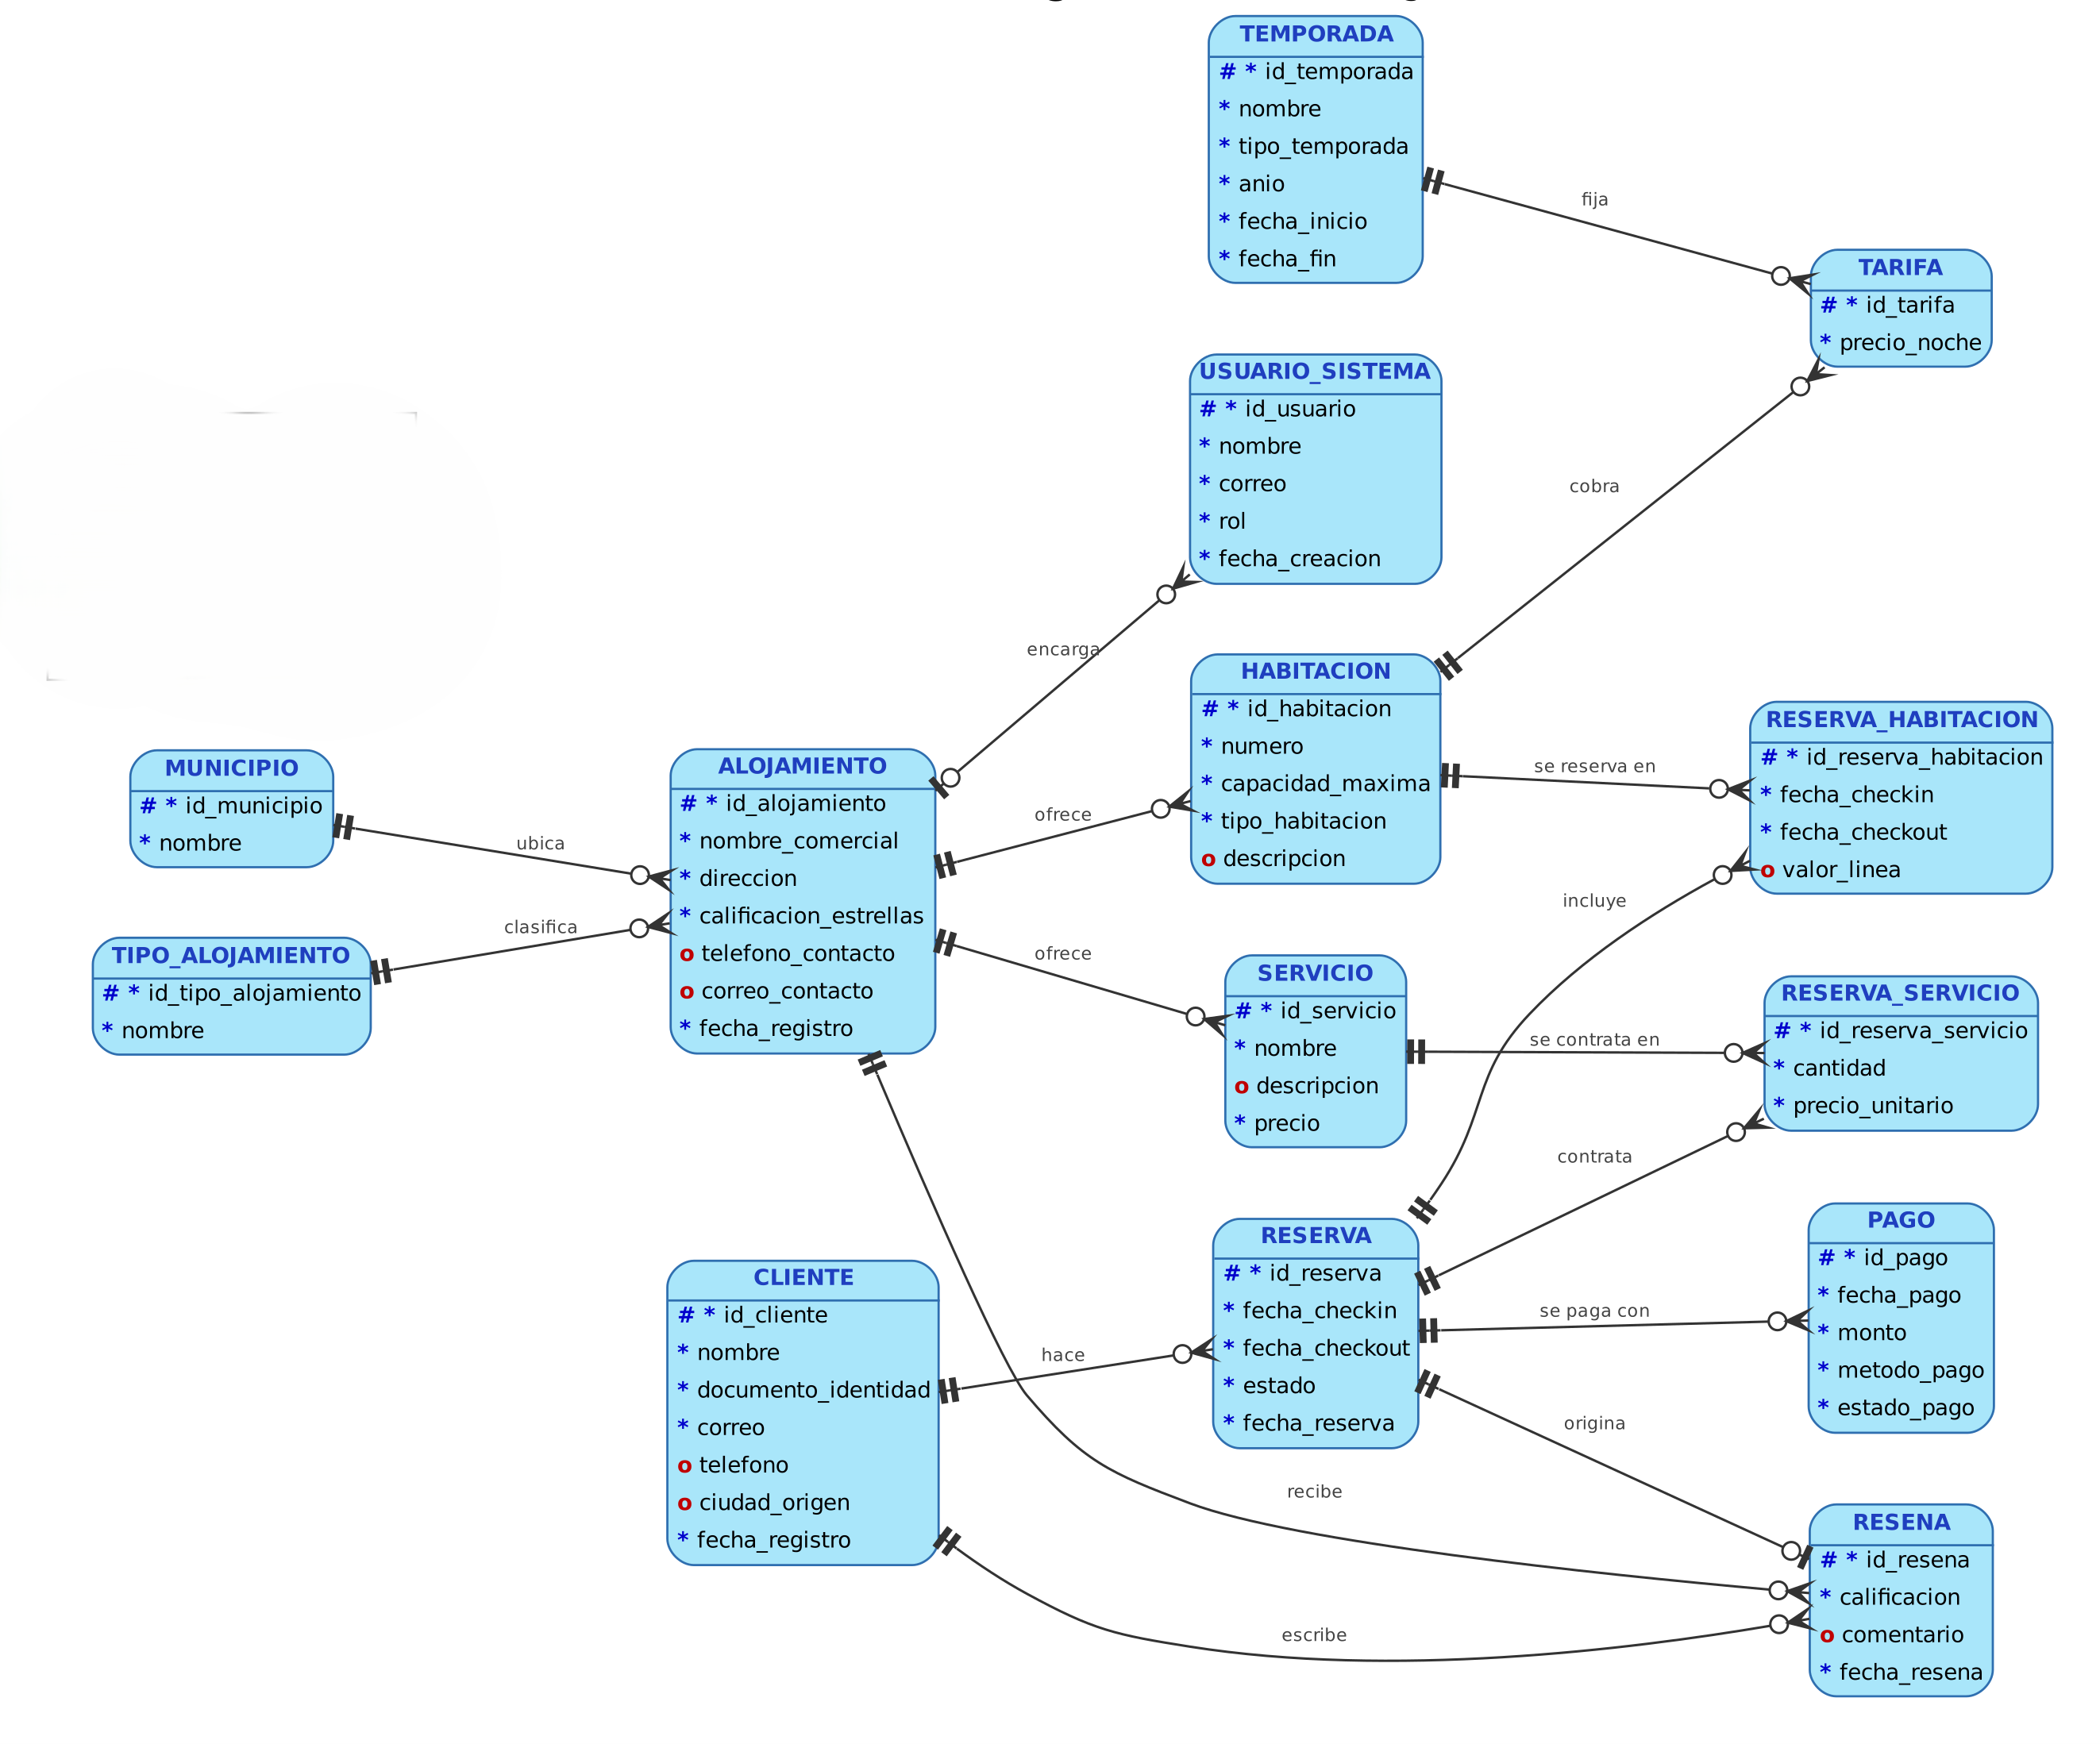 TEMPORADA
# * id_temporada
* nombre
* tipo_temporada
* anio
* fecha_inicio
* fecha_fin
fija
TARIFA
# * id_tarifa
* precio_noche
USUARIO_SISTEMA
# * id_usuario
* nombre
* correo
* rol
* fecha_creacion
cobra
encarga
HABITACION
# * id_habitacion
* numero
* capacidad_maxima
* tipo_habitacion
o descripcion
RESERVA_HABITACION
# * id_reserva_habitacion
* fecha_checkin
* fecha_checkout
o valor_linea
se reserva en
MUNICIPIO
# * id_municipio
* nombre
ubica
ALOJAMIENTO
# * id_alojamiento
* nombre_comercial
* direccion
* calificacion_estrellas
o telefono_contacto
o correo_contacto
* fecha_registro
ofrece
incluye
TIPO_ALOJAMIENTO
# * id_tipo_alojamiento
* nombre
clasifica
ofrece
SERVICIO
# * id_servicio
* nombre
o descripcion
* precio
se contrata en
RESERVA_SERVICIO
# * id_reserva_servicio
* cantidad
* precio_unitario
contrata
CLIENTE
# * id_cliente
* nombre
* documento_identidad
* correo
o telefono
o ciudad_origen
* fecha_registro
hace
RESERVA
# * id_reserva
* fecha_checkin
* fecha_checkout
* estado
* fecha_reserva
se paga con
PAGO
# * id_pago
* fecha_pago
* monto
* metodo_pago
* estado_pago
origina
recibe
escribe
RESENA
# * id_resena
* calificacion
o comentario
* fecha_resena